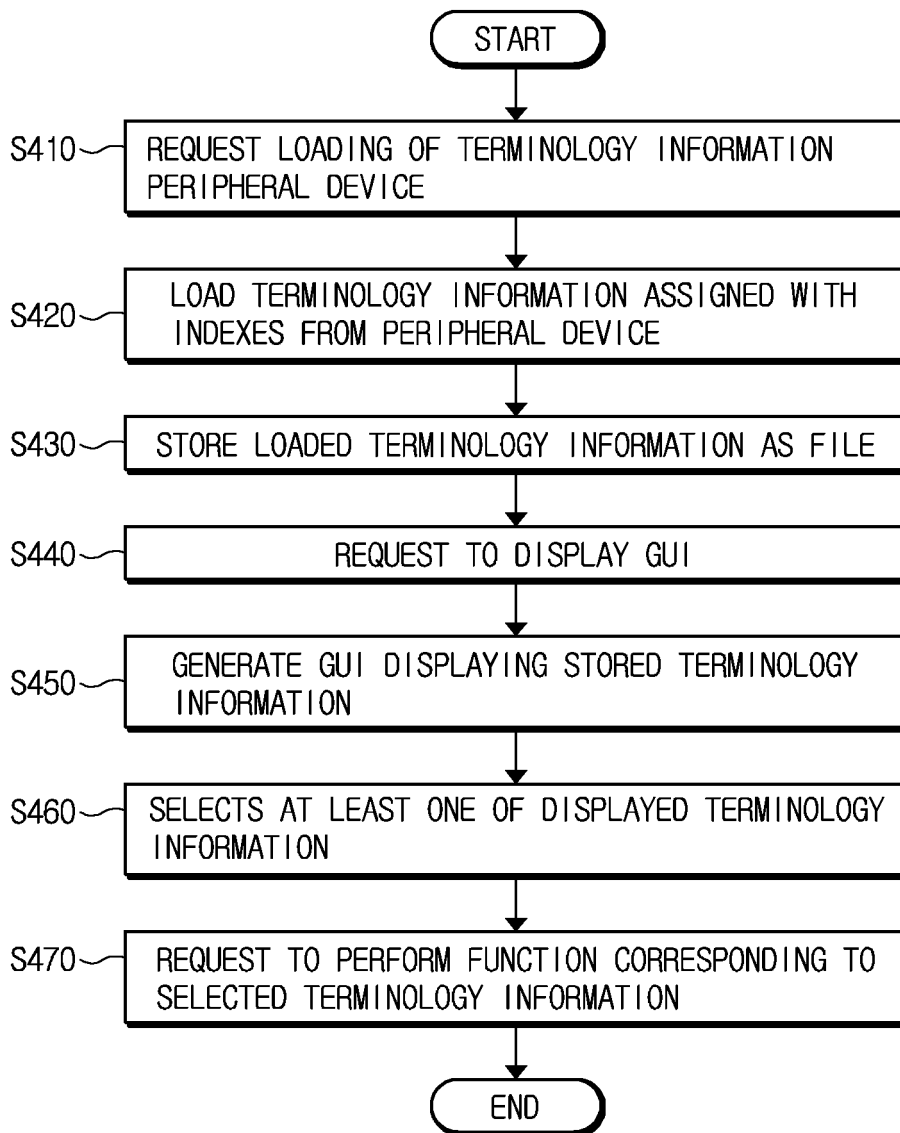 START
S410
REQUEST LOADING OF TERMINOLOGY INFORMATION
PERIPHERAL DEVICE
S420
LOAD TERMINOLOGY INFORMATION ASSIGNED WITH
INDEXES FROM PERIPHERAL DEVICE
S430
STORE LOADED TERMINOLOGY INFORMATION AS FILE
S440
REQUEST TO DISPLAY GUI
S450
GENERATE GUI DISPLAYING STORED TERMINOLOGY
INFORMATION
S460
SELECTS AT LEAST ONE OF DISPLAYED TERMINOLOGY
INFORMATION
S470
REQUEST TO PERFORM FUNCTION CORRESPONDING TO
SELECTED TERMINOLOGY INFORMATION
END